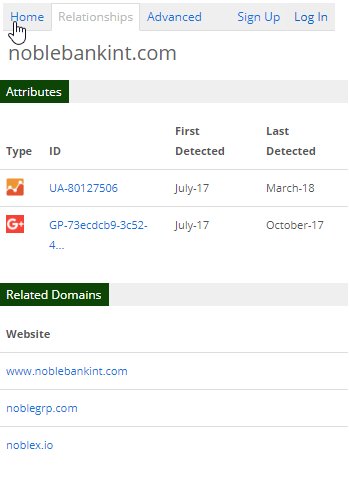 Home Relationships Advanced Sign Up Log In
noblebankint.com
Attributes
First Last
Type ID Detected Detected
UA-80127506 July-17 March-18
G+ GP-73ecdcb9-3c52- July-17 October-17
4...
Related Domains
Website
www.noblebankint.com
noblegrp.com
noblex.io